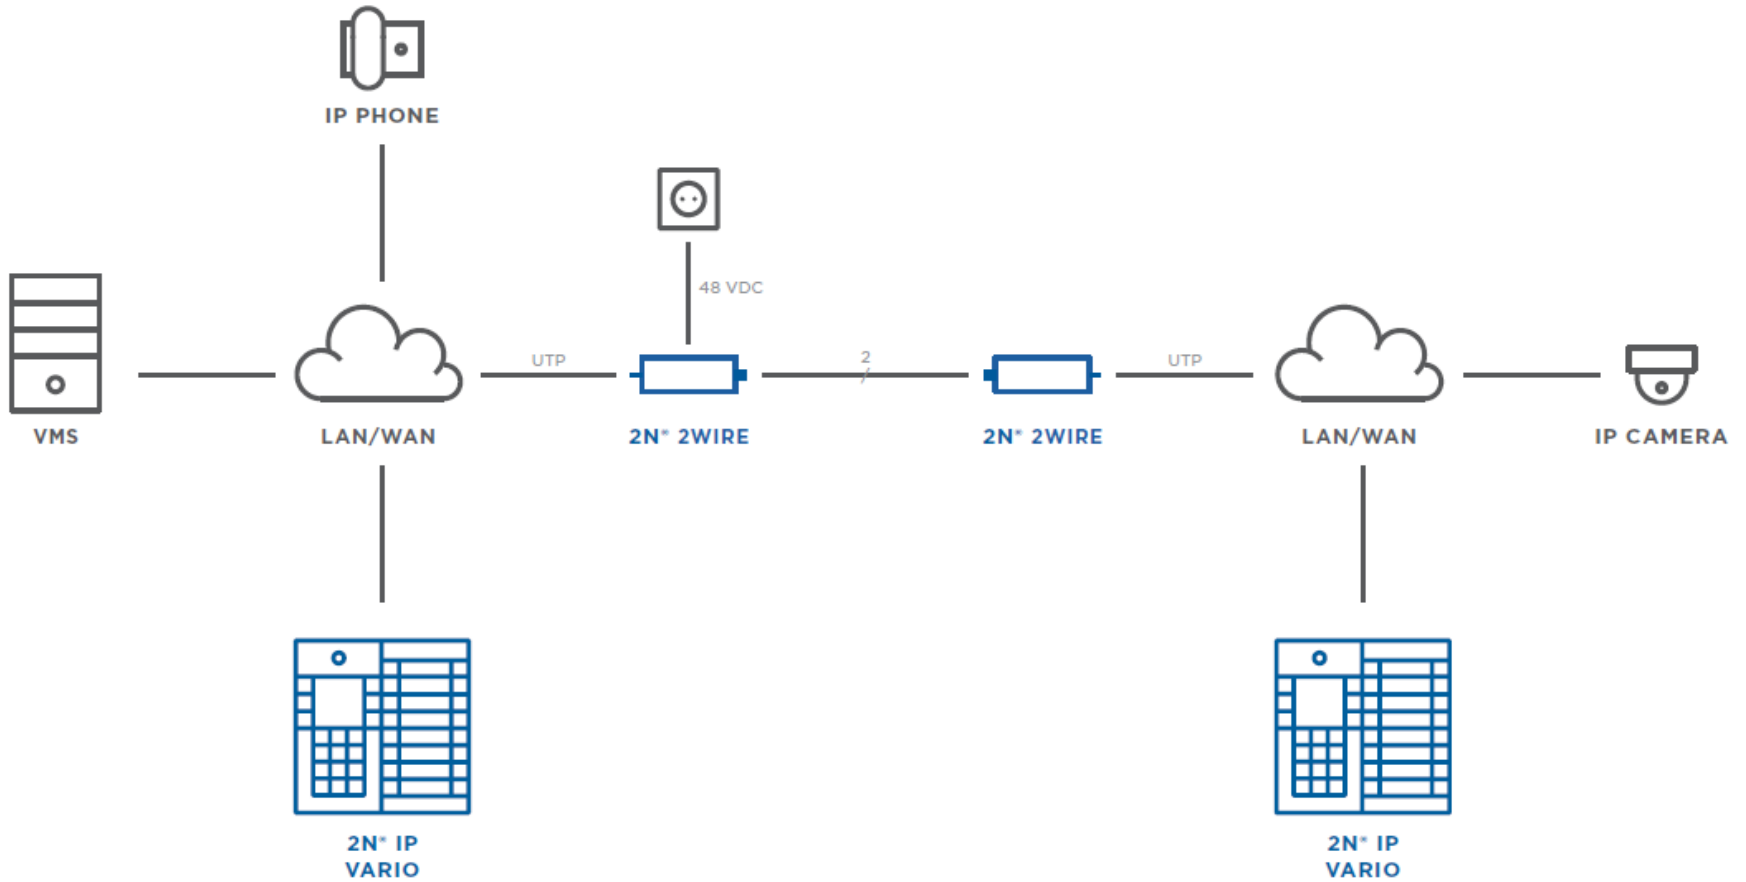 IP PHONE
48 VDC
UTP
2
UTP
VMS
LAN/WAN
2N® 2WIRE
2N® 2WIRE
LAN/WAN
IP CAMERA
2N® IP
VARIO
2N® IP
VARIO